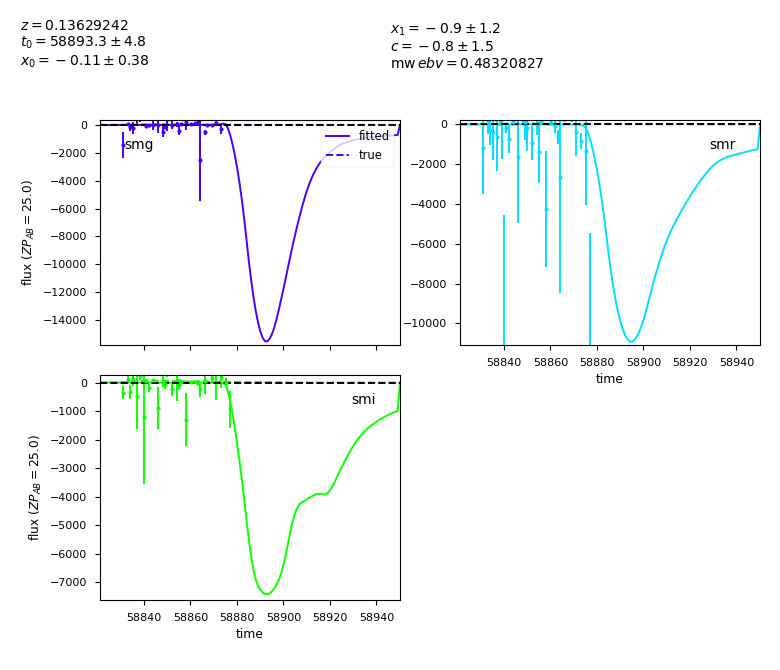 z = 0.13629242
t₀ = 58893.3 ± 4.8
x₀ = −0.11 ± 0.38
x₁ = −0.9 ± 1.2
c = −0.8 ± 1.5
mw ebv = 0.48320827
smg
fitted
true
0
−2000
−4000
−6000
−8000
−10000
−12000
−14000
flux (ZP_AB = 25.0)
smr
0
−2000
−4000
−6000
−8000
−10000
58840 58860 58880 58900 58920 58940
time
smi
0
−1000
−2000
−3000
−4000
−5000
−6000
−7000
flux (ZP_AB = 25.0)
58840 58860 58880 58900 58920 58940
time